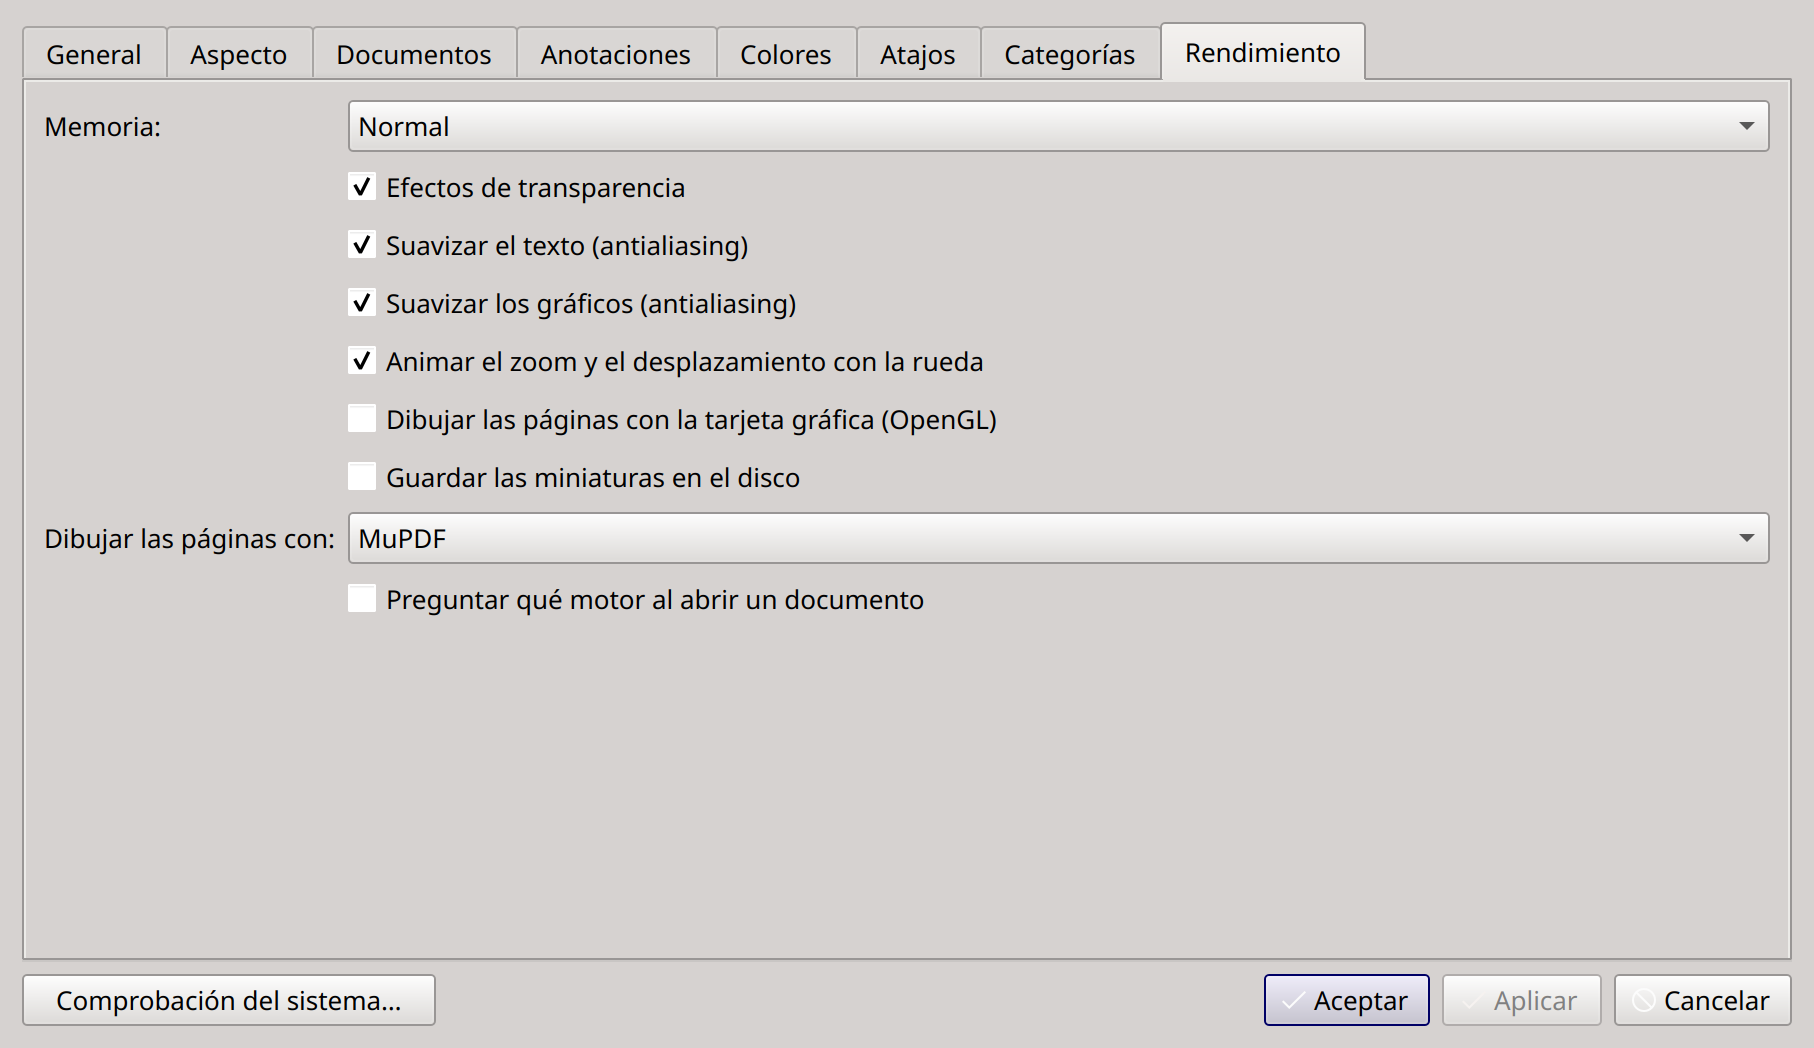 General Aspecto Documentos Anotaciones Colores Atajos Categorías Rendimiento
Memoria: Normal
Efectos de transparencia
Suavizar el texto (antialiasing)
Suavizar los gráficos (antialiasing)
Animar el zoom y el desplazamiento con la rueda
Dibujar las páginas con la tarjeta gráfica (OpenGL)
Guardar las miniaturas en el disco
Dibujar las páginas con: MuPDF
Preguntar qué motor al abrir un documento
Comprobación del sistema... Aceptar Aplicar Cancelar